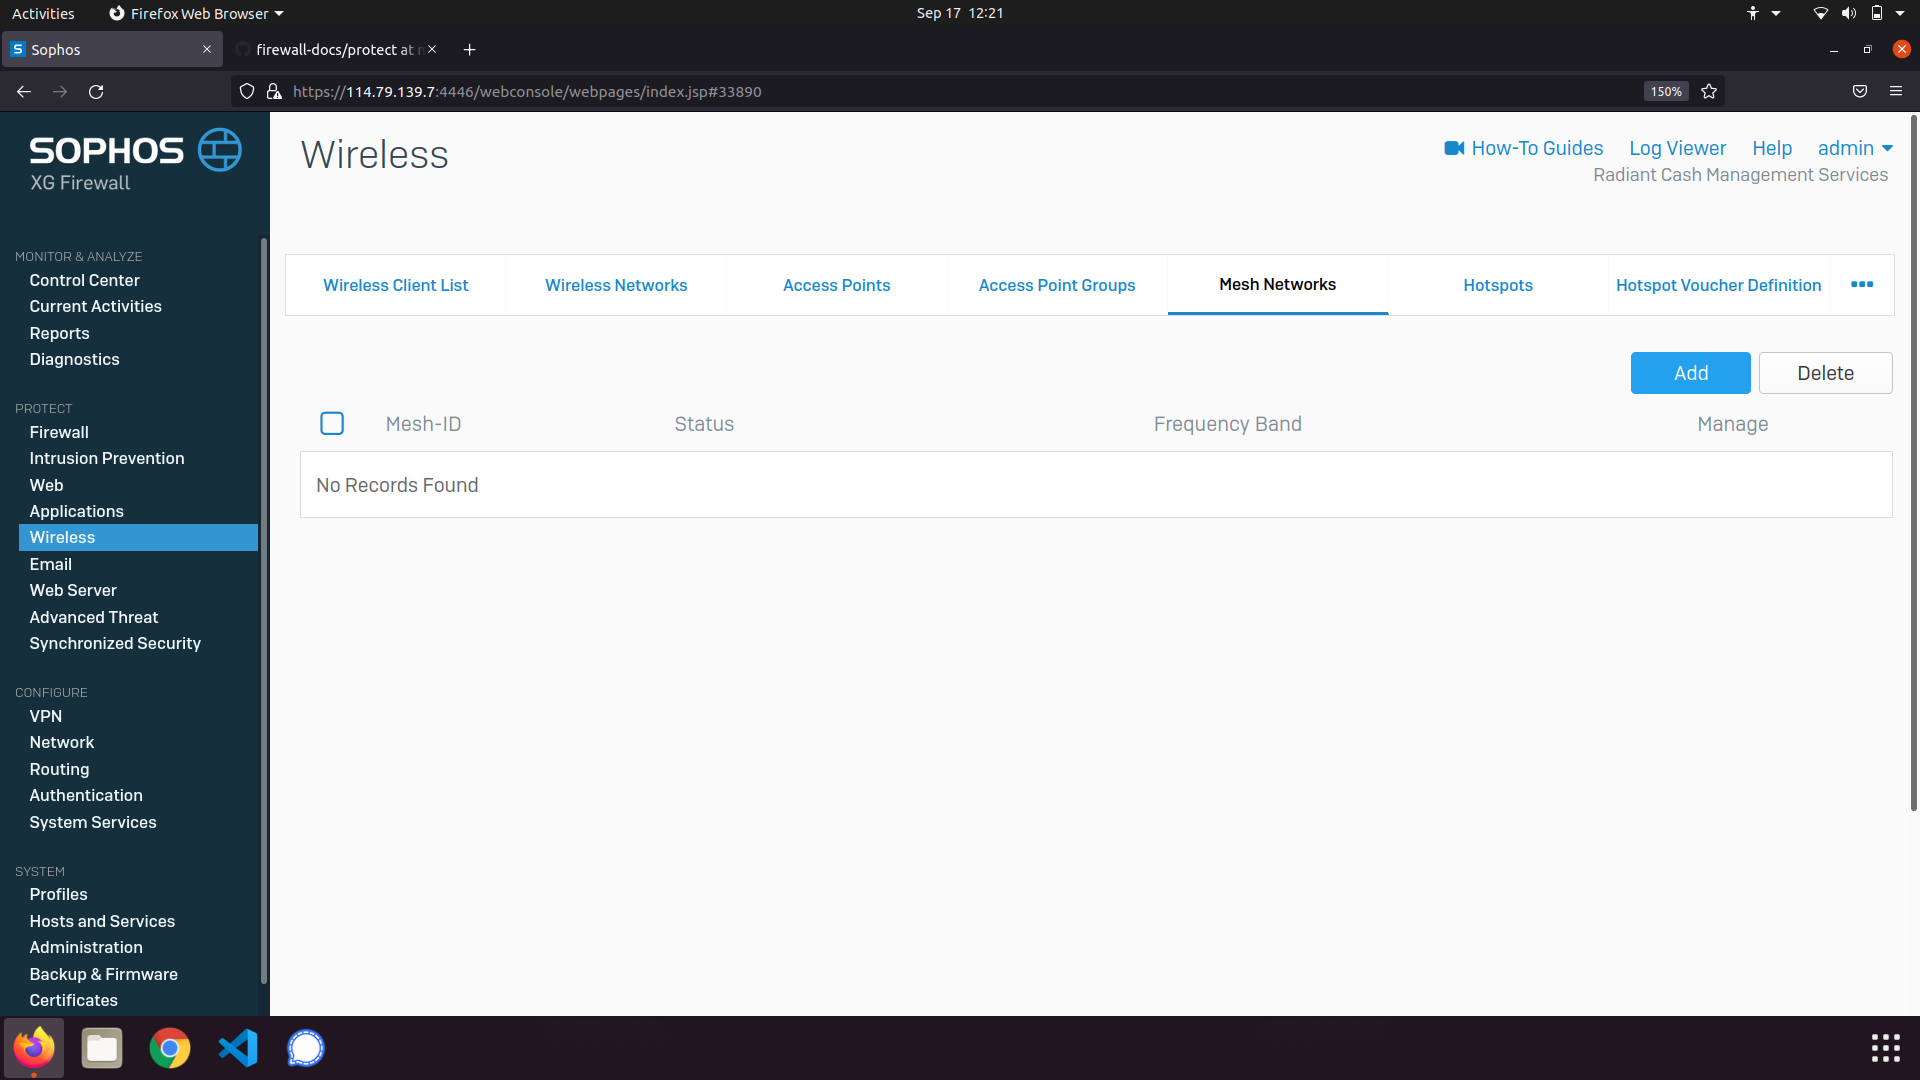 Activities
Firefox Web Browser
Sep 17 12:21
Sophos
firewall-docs/protect at
https://114.79.139.7:4446/webconsole/webpages/index.jsp#33890
150%
SOPHOS
XG Firewall
Wireless
How-To Guides
Log Viewer
Help
admin
Radiant Cash Management Services
MONITOR & ANALYZE
Control Center
Current Activities
Reports
Diagnostics
PROTECT
Firewall
Intrusion Prevention
Web
Applications
Wireless
Email
Web Server
Advanced Threat
Synchronized Security
CONFIGURE
VPN
Network
Routing
Authentication
System Services
SYSTEM
Profiles
Hosts and Services
Administration
Backup & Firmware
Certificates
Wireless Client List
Wireless Networks
Access Points
Access Point Groups
Mesh Networks
Hotspots
Hotspot Voucher Definition
Add
Delete
Mesh-ID
Status
Frequency Band
Manage
No Records Found